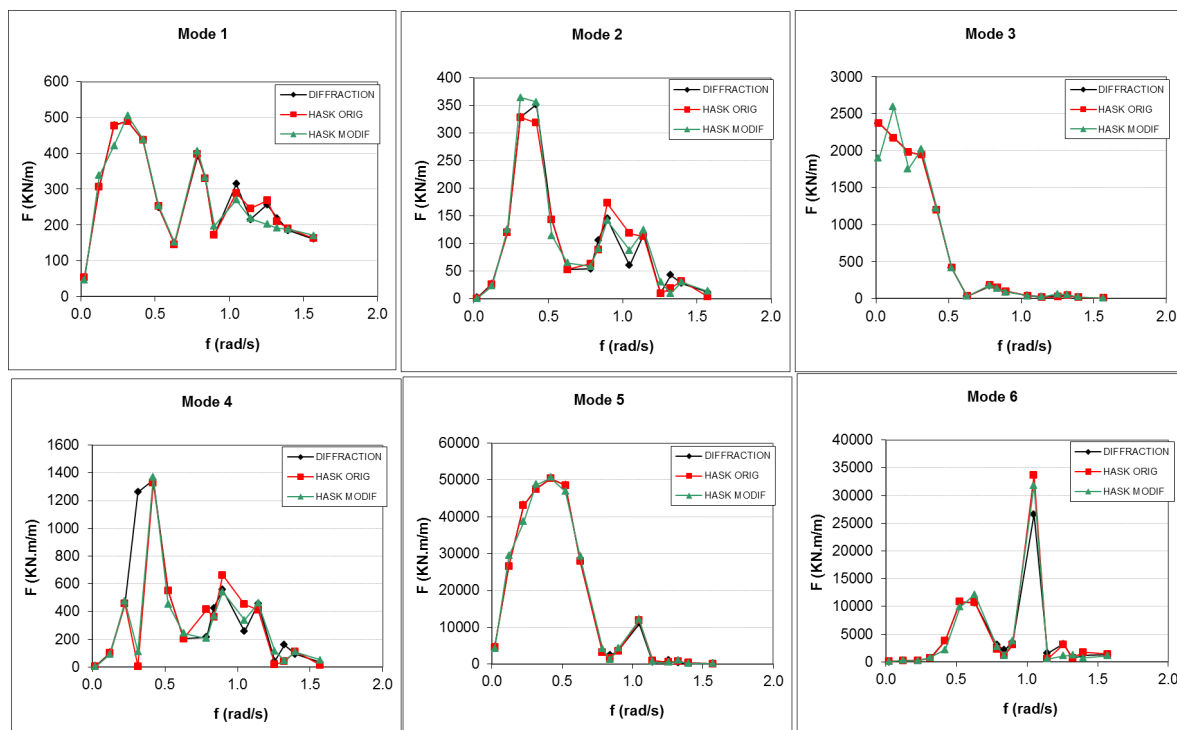 Mode 1
F (KN/m)
600
500
400
300
200
100
0
0.0 0.5 1.0 1.5 2.0
f (rad/s)
DIFFRACTION
HASK ORIG
HASK MODIF
Mode 2
F (KN/m)
400
350
300
250
200
150
100
50
0
0.0 0.5 1.0 1.5 2.0
f (rad/s)
DIFFRACTION
HASK ORIG
HASK MODIF
Mode 3
F (KN/m)
3000
2500
2000
1500
1000
500
0
0.0 0.5 1.0 1.5 2.0
f (rad/s)
DIFFRACTION
HASK ORIG
HASK MODIF
Mode 4
F (KN.m/m)
1600
1400
1200
1000
800
600
400
200
0
0.0 0.5 1.0 1.5 2.0
f (rad/s)
DIFFRACTION
HASK ORIG
HASK MODIF
Mode 5
F (KN.m/m)
60000
50000
40000
30000
20000
10000
0
0.0 0.5 1.0 1.5 2.0
f (rad/s)
DIFFRACTION
HASK ORIG
HASK MODIF
Mode 6
F (KN.m/m)
40000
35000
30000
25000
20000
15000
10000
5000
0
0.0 0.5 1.0 1.5 2.0
f (rad/s)
DIFFRACTION
HASK ORIG
HASK MODIF